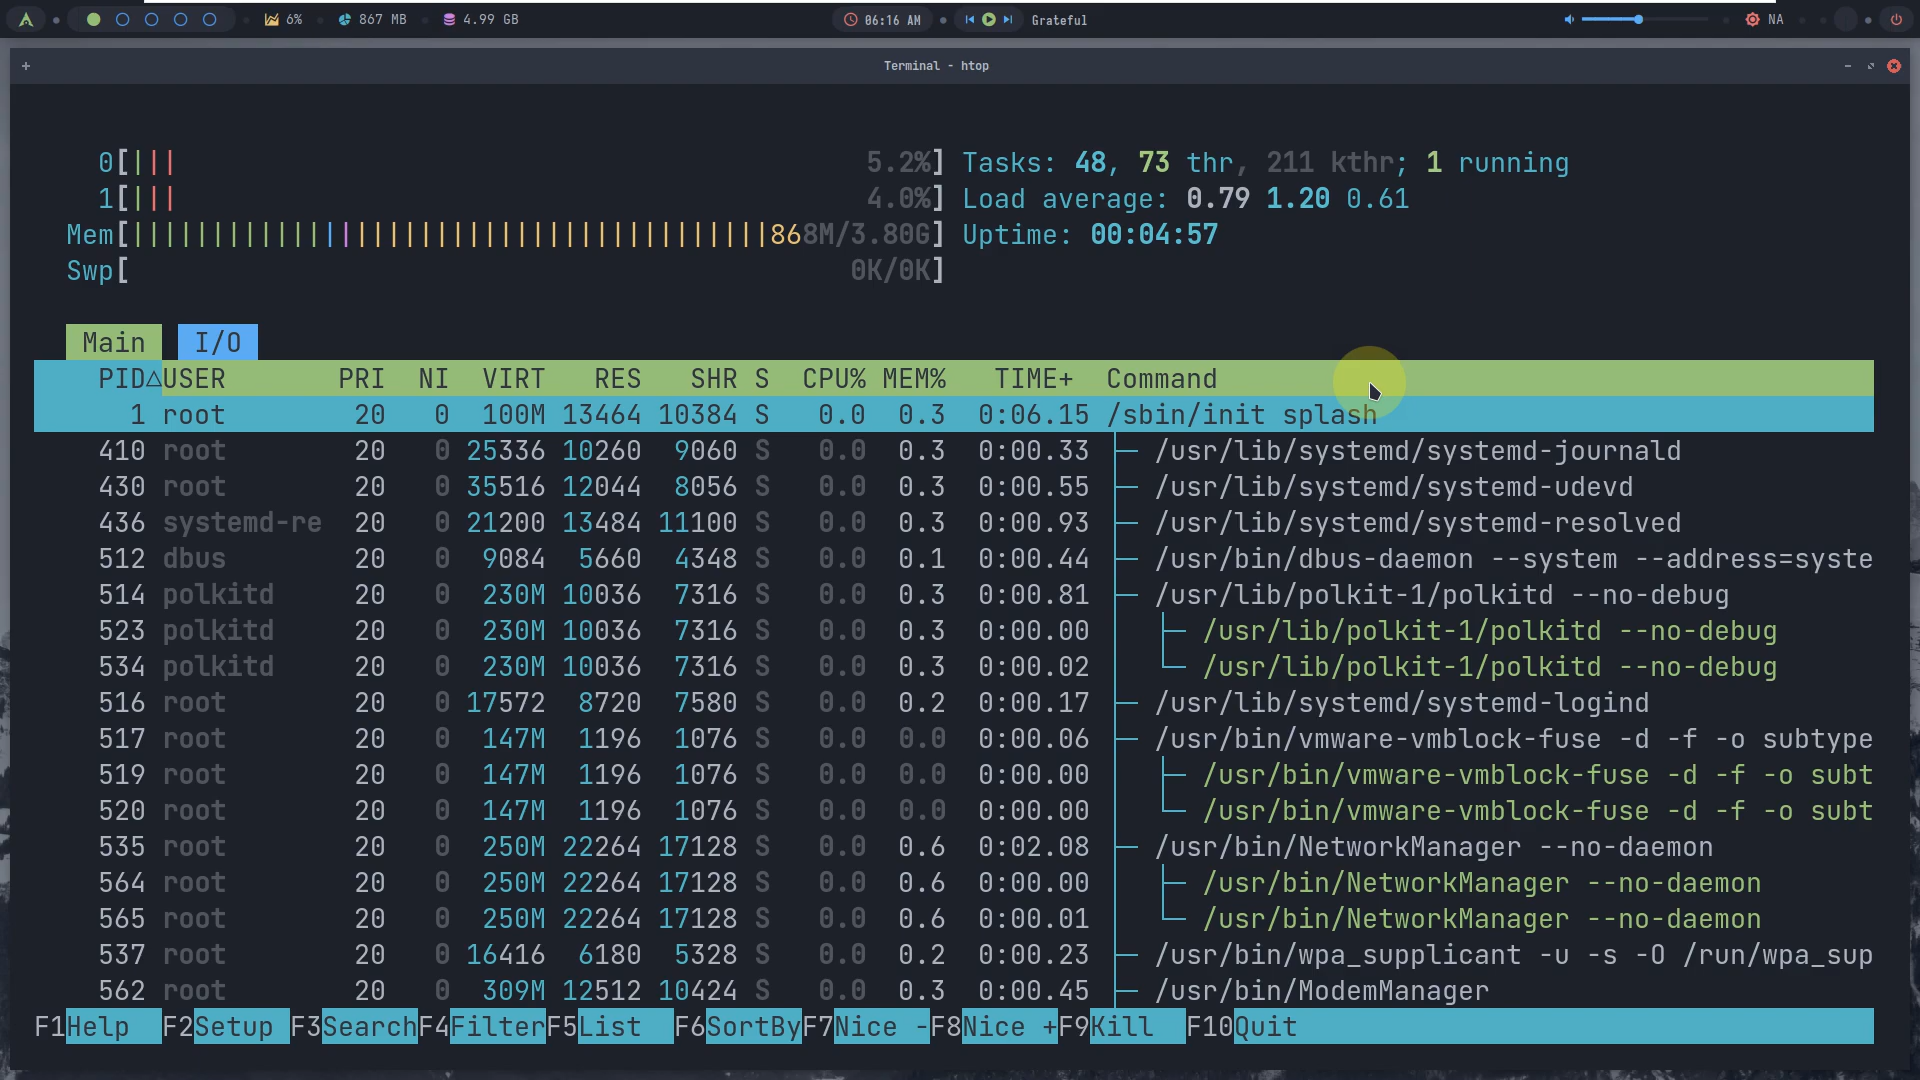 6% 867 MB 4.99 GB 06:16 AM Grateful NA
Terminal - htop
0[||| 5.2%] Tasks: 48, 73 thr, 211 kthr; 1 running
1[||| 4.0%] Load average: 0.79 1.20 0.61
Mem[||||||||||||||||||||||||||||||||||||||||868M/3.80G] Uptime: 00:04:57
Swp[ 0K/0K]
Main I/O
PID△USER PRI NI VIRT RES SHR S CPU% MEM% TIME+ Command
1 root 20 0 100M 13464 10384 S 0.0 0.3 0:06.15 /sbin/init splash
410 root 20 0 25336 10260 9060 S 0.0 0.3 0:00.33 ├─ /usr/lib/systemd/systemd-journald
430 root 20 0 35516 12044 8056 S 0.0 0.3 0:00.55 ├─ /usr/lib/systemd/systemd-udevd
436 systemd-re 20 0 21200 13484 11100 S 0.0 0.3 0:00.93 ├─ /usr/lib/systemd/systemd-resolved
512 dbus 20 0 9084 5660 4348 S 0.0 0.1 0:00.44 ├─ /usr/bin/dbus-daemon --system --address=syste
514 polkitd 20 0 230M 10036 7316 S 0.0 0.3 0:00.81 ├─ /usr/lib/polkit-1/polkitd --no-debug
523 polkitd 20 0 230M 10036 7316 S 0.0 0.3 0:00.00 │ ├─ /usr/lib/polkit-1/polkitd --no-debug
534 polkitd 20 0 230M 10036 7316 S 0.0 0.3 0:00.02 │ └─ /usr/lib/polkit-1/polkitd --no-debug
516 root 20 0 17572 8720 7580 S 0.0 0.2 0:00.17 ├─ /usr/lib/systemd/systemd-logind
517 root 20 0 147M 1196 1076 S 0.0 0.0 0:00.06 ├─ /usr/bin/vmware-vmblock-fuse -d -f -o subtype
519 root 20 0 147M 1196 1076 S 0.0 0.0 0:00.00 │ ├─ /usr/bin/vmware-vmblock-fuse -d -f -o subt
520 root 20 0 147M 1196 1076 S 0.0 0.0 0:00.00 │ └─ /usr/bin/vmware-vmblock-fuse -d -f -o subt
535 root 20 0 250M 22264 17128 S 0.0 0.6 0:02.08 ├─ /usr/bin/NetworkManager --no-daemon
564 root 20 0 250M 22264 17128 S 0.0 0.6 0:00.00 │ ├─ /usr/bin/NetworkManager --no-daemon
565 root 20 0 250M 22264 17128 S 0.0 0.6 0:00.01 │ └─ /usr/bin/NetworkManager --no-daemon
537 root 20 0 16416 6180 5328 S 0.0 0.2 0:00.23 ├─ /usr/bin/wpa_supplicant -u -s -O /run/wpa_sup
562 root 20 0 309M 12512 10424 S 0.0 0.3 0:00.45 ├─ /usr/bin/ModemManager
F1Help F2Setup F3SearchF4FilterF5List F6SortByF7Nice -F8Nice +F9Kill F10Quit